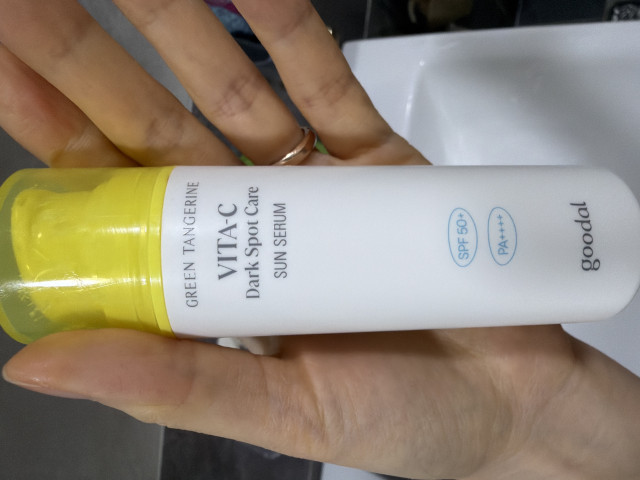 GREEN TANGERINE
VITA-C
Dark Spot Care
SUN SERUM
SPF 50+
PA++++
goodal